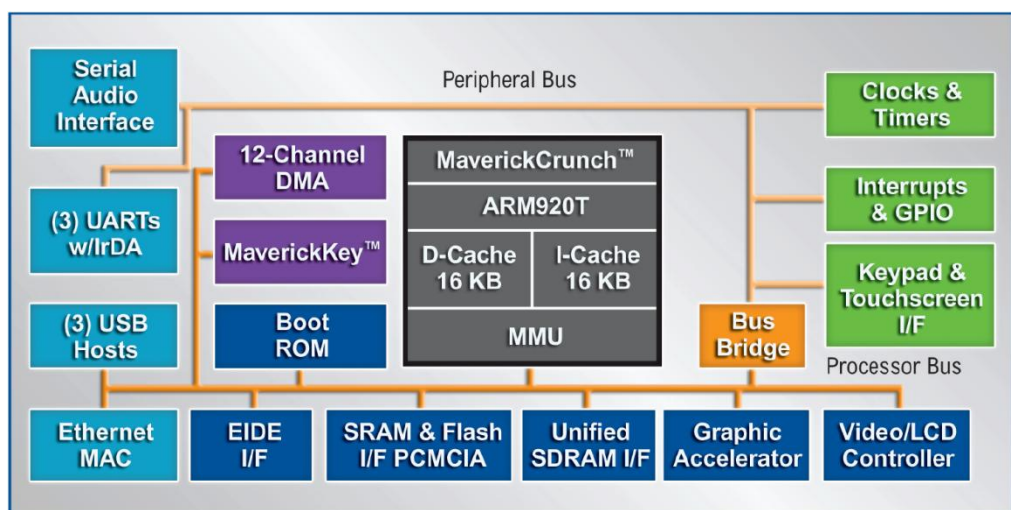 Serial
Audio
Interface
Peripheral Bus
Clocks &
Timers
12-Channel
DMA
MaverickCrunch™
ARM920T
(3) UARTs
w/IrDA
MaverickKey™
D-Cache
16 KB
I-Cache
16 KB
Interrupts
& GPIO
Keypad &
Touchscreen
I/F
(3) USB
Hosts
Boot
ROM
MMU
Bus
Bridge
Processor Bus
Ethernet
MAC
EIDE
I/F
SRAM & Flash
I/F PCMCIA
Unified
SDRAM I/F
Graphic
Accelerator
Video/LCD
Controller